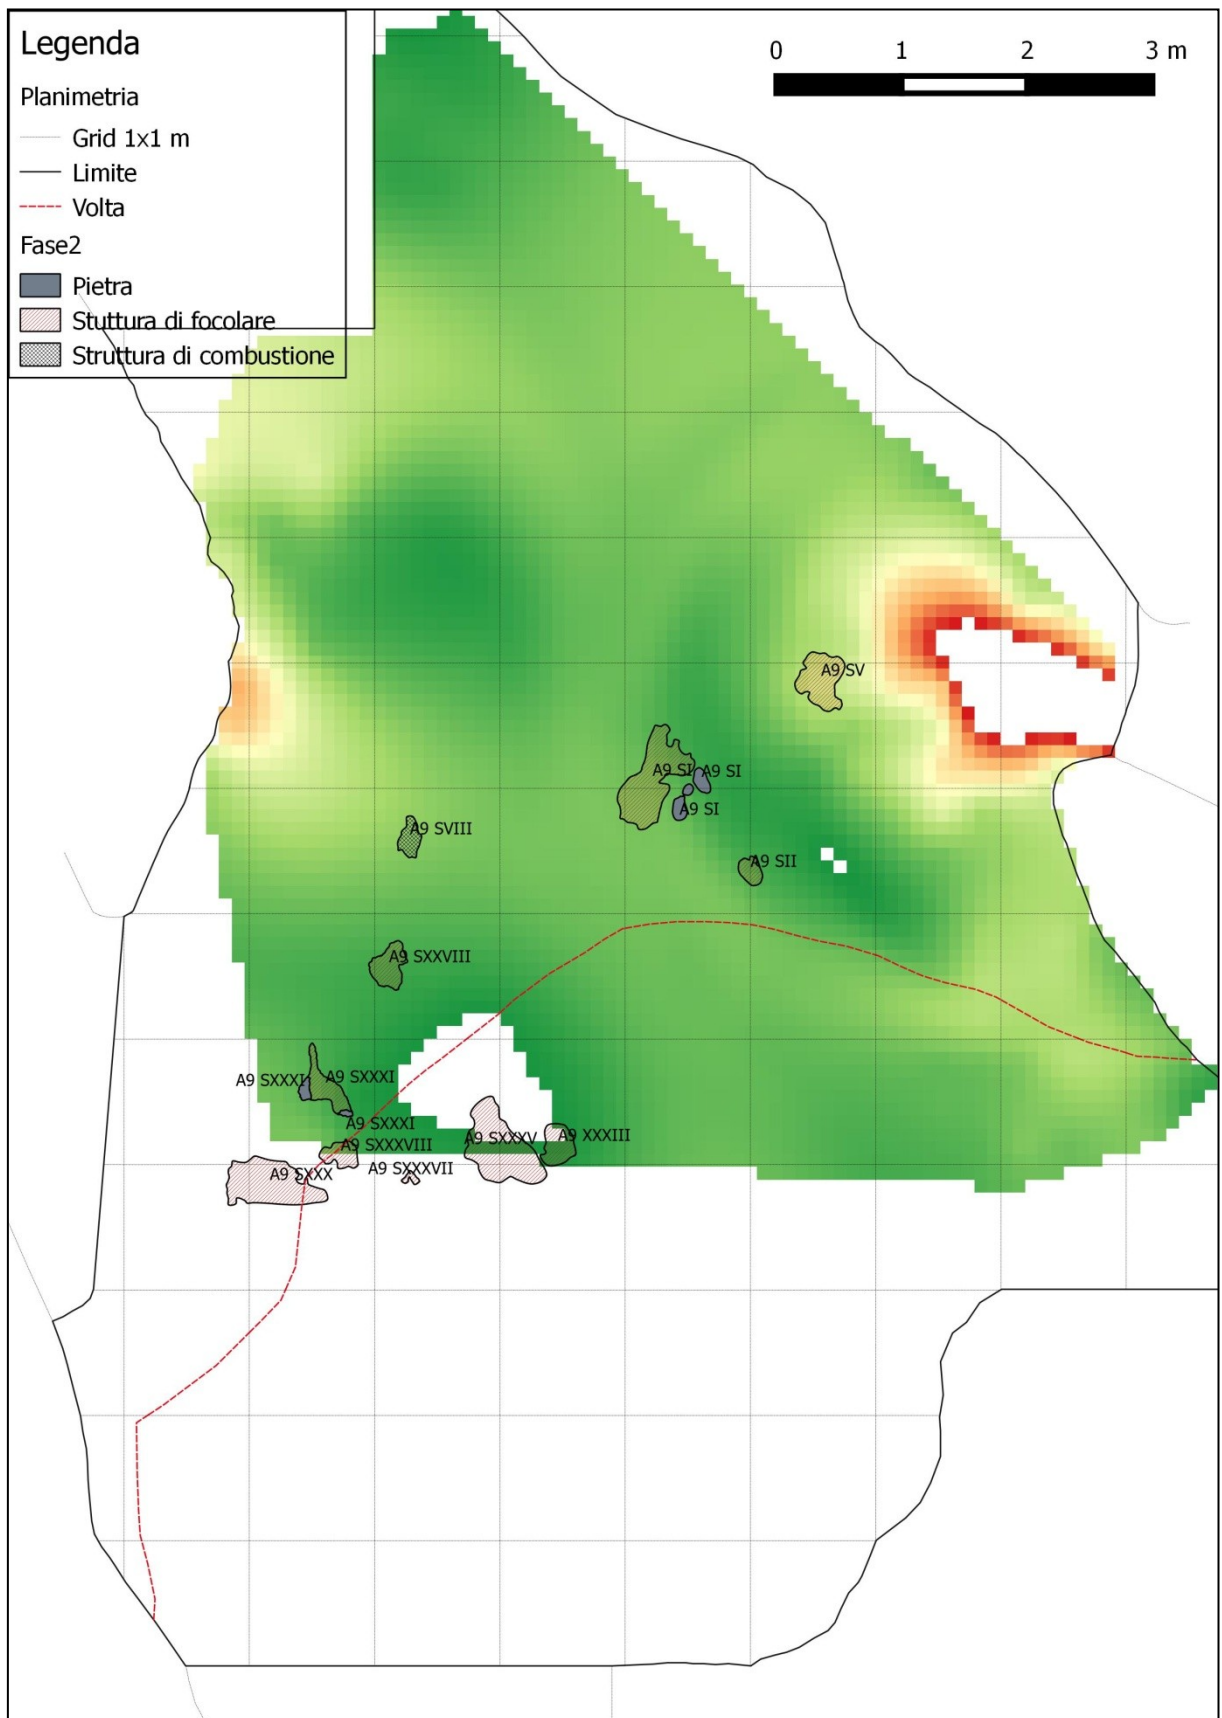 Legenda
Planimetria
Grid 1x1 m
Limite
Volta
Fase2
Pietra
Stuttura di focolare
Struttura di combustione
0 1 2 3 m
A9 SV
A9 SI A9 SI
A9 SI
A9 SVIII
A9 SII
A9 SXXVIII
A9 SXXXI A9 SXXXI
A9 SXXXI
A9 SXXXV A9 XXXIII
A9 SXXXVIII
A9 SXXXVII
A9 SXXX